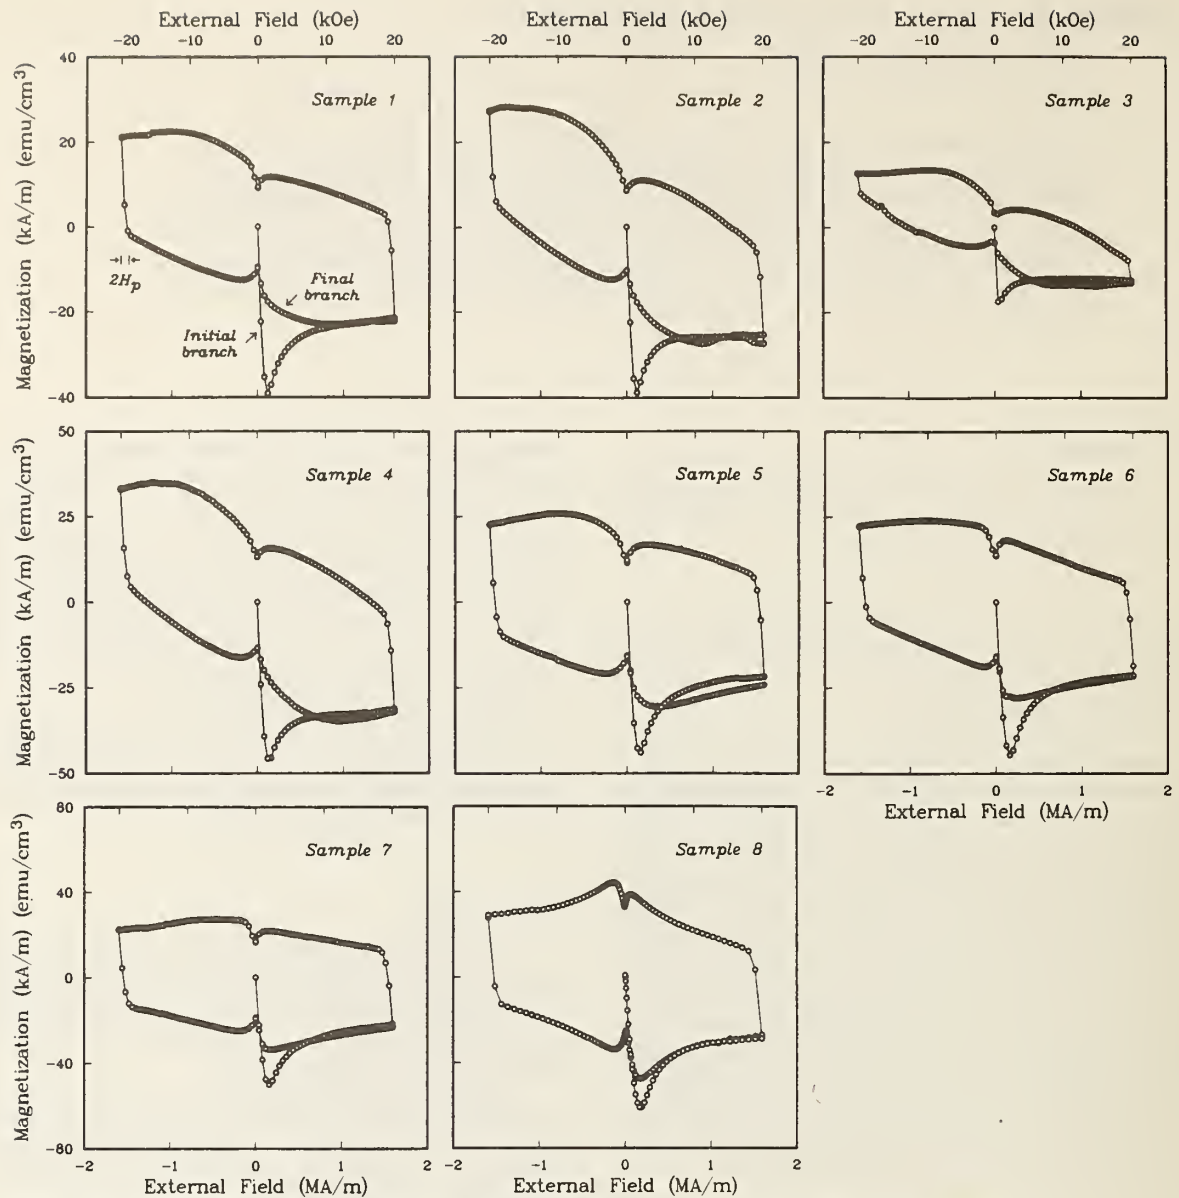 External Field (kOe)
External Field (kOe)
External Field (kOe)
−20 −10 0 10 20
−20 −10 0 10 20
−20 −10 0 10 20
Magnetization (kA/m) (emu/cm³)
40
20
0
−20
−40
Sample 1
→||←
2Hp
Final
branch
Initial
branch
Sample 2
Sample 3
Magnetization (kA/m) (emu/cm³)
50
25
0
−25
−50
Sample 4
Sample 5
Sample 6
−2 −1 0 1 2
External Field (MA/m)
Magnetization (kA/m) (emu/cm³)
80
40
0
−40
−80
Sample 7
Sample 8
−2 −1 0 1 2
−2 −1 0 1 2
External Field (MA/m)
External Field (MA/m)